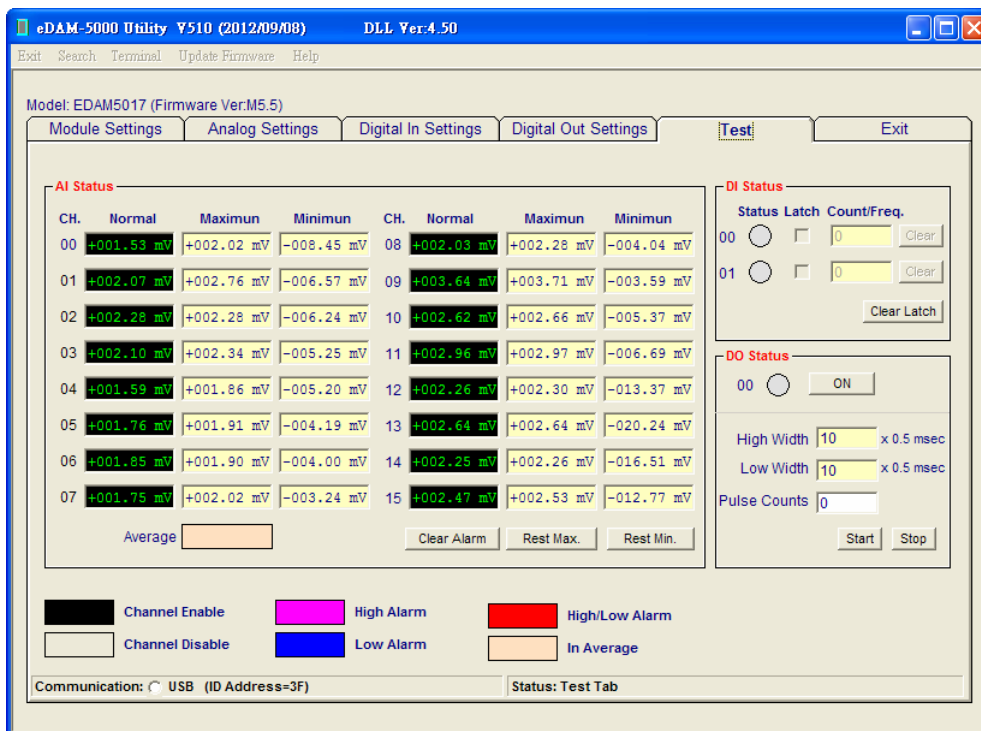 eDAM-5000 Utility V510 (2012/09/08) DLL Ver:4.50
Exit Search Terminal Update Firmware Help
Model: EDAM5017 (Firmware Ver:M5.5)
Module Settings Analog Settings Digital In Settings Digital Out Settings Test Exit
AI Status
CH. Normal Maximun Minimun CH. Normal Maximun Minimun
00 +001.53 mV +002.02 mV -008.45 mV 08 +002.03 mV +002.28 mV -004.04 mV
01 +002.07 mV +002.76 mV -006.57 mV 09 +003.64 mV +003.71 mV -003.59 mV
02 +002.28 mV +002.28 mV -006.24 mV 10 +002.62 mV +002.66 mV -005.37 mV
03 +002.10 mV +002.34 mV -005.25 mV 11 +002.96 mV +002.97 mV -006.69 mV
04 +001.59 mV +001.86 mV -005.20 mV 12 +002.26 mV +002.30 mV -013.37 mV
05 +001.76 mV +001.91 mV -004.19 mV 13 +002.64 mV +002.64 mV -020.24 mV
06 +001.85 mV +001.90 mV -004.00 mV 14 +002.25 mV +002.26 mV -016.51 mV
07 +001.75 mV +002.02 mV -003.24 mV 15 +002.47 mV +002.53 mV -012.77 mV
Average Clear Alarm Rest Max. Rest Min.
DI Status
Status Latch Count/Freq.
00 0 Clear
01 0 Clear
Clear Latch
DO Status
00 ON
High Width 10 x 0.5 msec
Low Width 10 x 0.5 msec
Pulse Counts 0
Start Stop
Channel Enable High Alarm High/Low Alarm
Channel Disable Low Alarm In Average
Communication: USB (ID Address=3F) Status: Test Tab